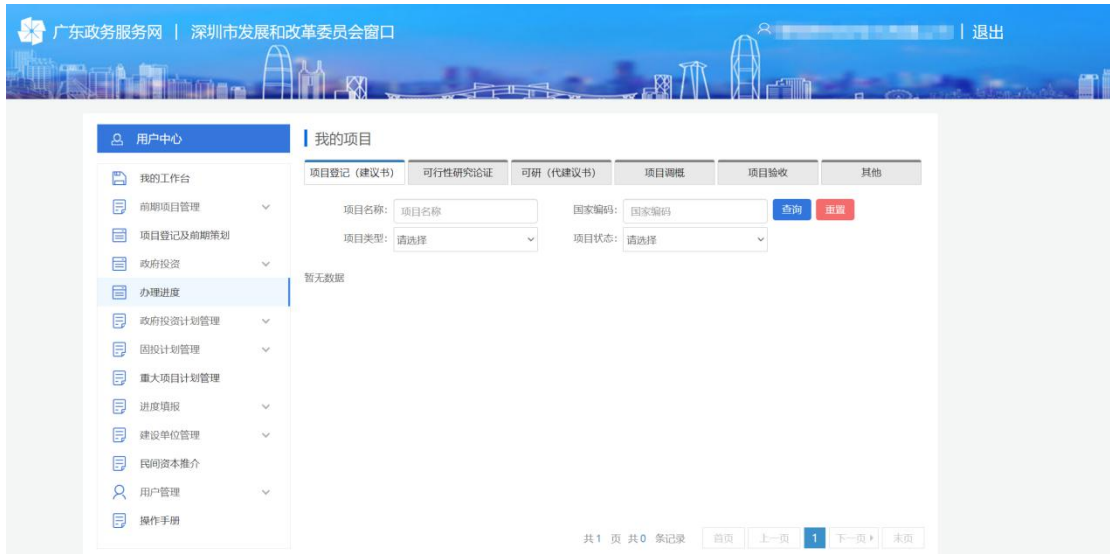 广东政务服务网 | 深圳市发展和改革委员会窗口
| 退出
用户中心
我的工作台
前期项目管理
项目登记及前期策划
政府投资
办理进度
政府投资计划管理
固投计划管理
重大项目计划管理
进度填报
建设单位管理
民间资本推介
用户管理
操作手册
我的项目
项目登记（建议书） 可行性研究论证 可研（代建议书） 项目调概 项目验收 其他
项目名称： 项目名称 国家编码： 国家编码 查询 重置
项目类型： 请选择 项目状态： 请选择
暂无数据
共1 页 共0 条记录 首页 上一页 1 下一页 末页